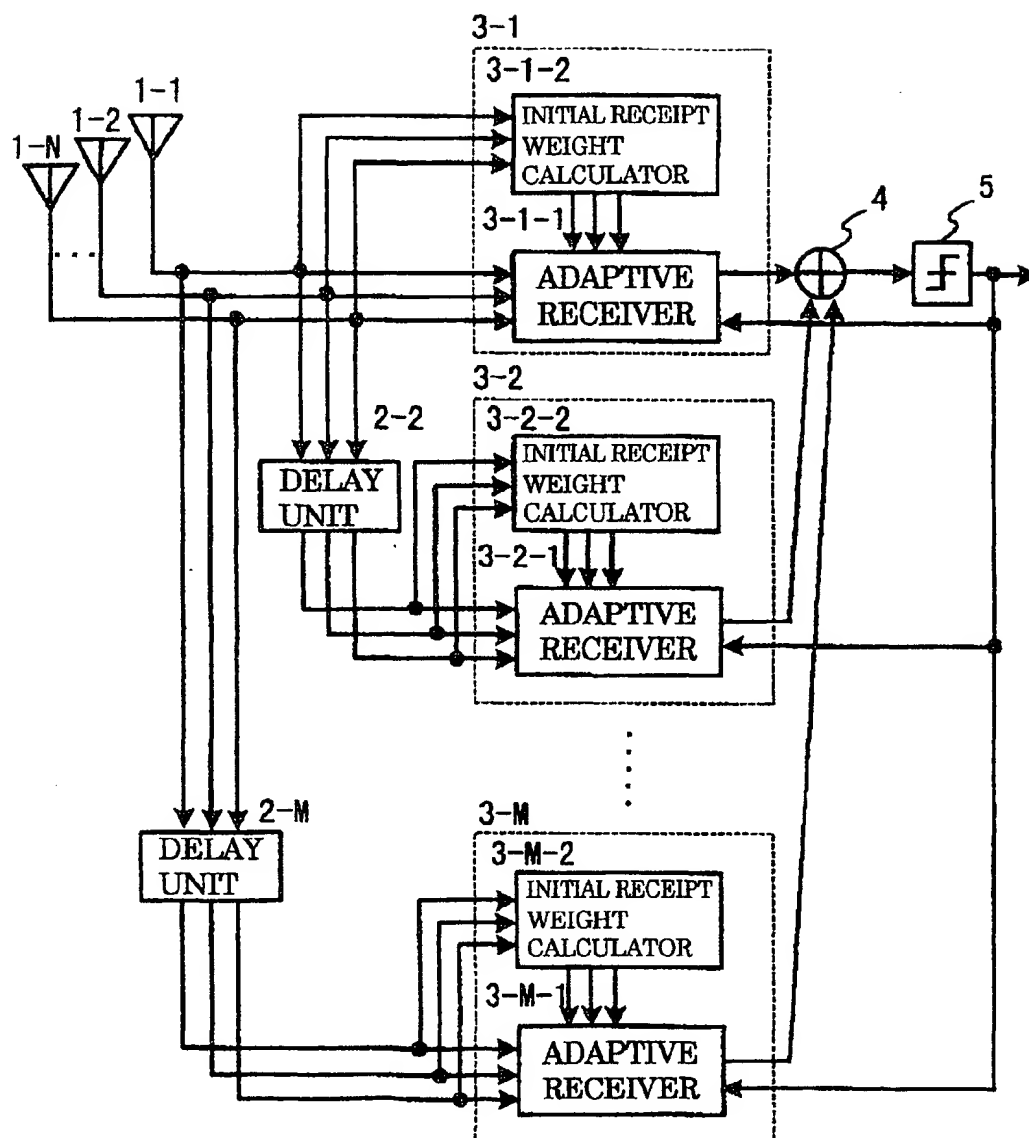 3-1
3-1-2
1-1
1-2
1-N
INITIAL RECEIPT
WEIGHT
CALCULATOR
3-1-1
4
5
ADAPTIVE
RECEIVER
3-2
2-2
3-2-2
DELAY
UNIT
INITIAL RECEIPT
WEIGHT
CALCULATOR
3-2-1
ADAPTIVE
RECEIVER
2-M
3-M
DELAY
UNIT
3-M-2
INITIAL RECEIPT
WEIGHT
CALCULATOR
3-M-1
ADAPTIVE
RECEIVER